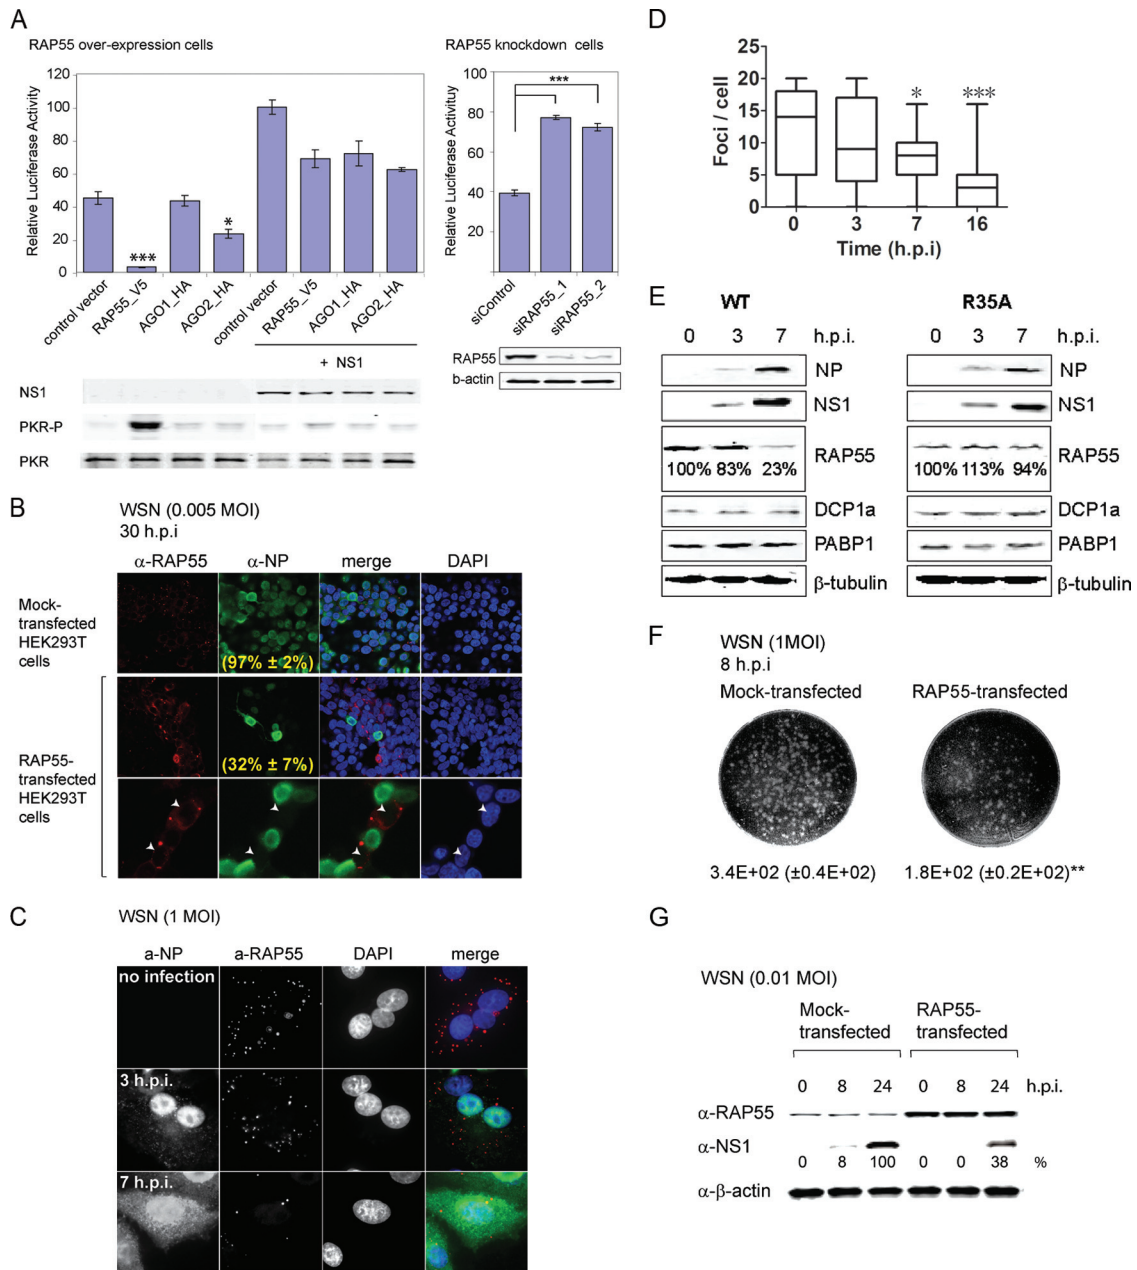 A
RAP55 over-expression cells
Relative Luciferase Activity
120
100
80
60
40
20
0
***
*
control vector
RAP55_V5
AGO1_HA
AGO2_HA
control vector
RAP55_V5
AGO1_HA
AGO2_HA
+ NS1
NS1
PKR-P
PKR
RAP55 knockdown cells
Relative Luciferase Activituy
100
80
60
40
20
0
***
siControl
siRAP55_1
siRAP55_2
RAP55
b-actin
B
WSN (0.005 MOI)
30 h.p.i
α-RAP55 α-NP merge DAPI
Mock-
transfected
HEK293T
cells
(97% ± 2%)
RAP55-
transfected
HEK293T
cells
(32% ± 7%)
C
WSN (1 MOI)
a-NP a-RAP55 DAPI merge
no infection
3 h.p.i.
7 h.p.i.
D
Foci / cell
25
20
15
10
5
0
* ***
0 3 7 16
Time (h.p.i)
E
WT R35A
0 3 7 h.p.i. 0 3 7 h.p.i.
NP NP
NS1 NS1
RAP55 RAP55
100% 83% 23% 100% 113% 94%
DCP1a DCP1a
PABP1 PABP1
β-tubulin β-tubulin
F
WSN (1MOI)
8 h.p.i
Mock-transfected RAP55-transfected
3.4E+02 (±0.4E+02) 1.8E+02 (±0.2E+02)**
G
WSN (0.01 MOI)
Mock-
transfected
RAP55-
transfected
0 8 24 0 8 24 h.p.i.
α-RAP55
α-NS1
0 8 100 0 0 38 %
α-β-actin